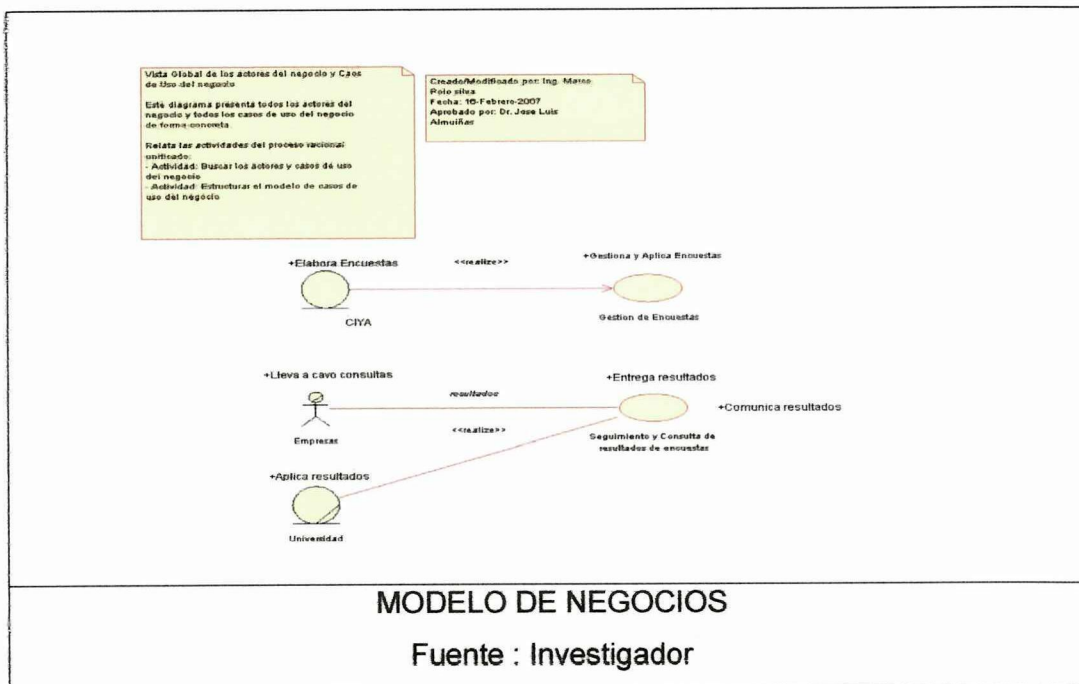 Vista Global de los actores del negocio y Caos
de Uso del negocio
Este diagrama presenta todos los actores del
negocio y todos los casos de uso del negocio
de forma concreta.
Relata las actividades del proceso racional
unificado:
- Actividad: Buscar los actores y casos de uso
del negocio
- Actividad: Estructurar el modelo de casos de
uso del negocio
Creado/Modificado por: Ing. Marco
Polo silva
Fecha: 16-Febrero-2007
Aprobado por: Dr. Jose Luis
Almuiñas
+Elabora Encuestas
<<realize>>
+Gestiona y Aplica Encuestas
CIYA
Gestion de Encuestas
+Lleva a cavo consultas
resultados
+Entrega resultados
+Comunica resultados
Empresas
<<realize>>
Seguimiento y Consulta de
resultados de encuestas
+Aplica resultados
Universidad
MODELO DE NEGOCIOS
Fuente : Investigador